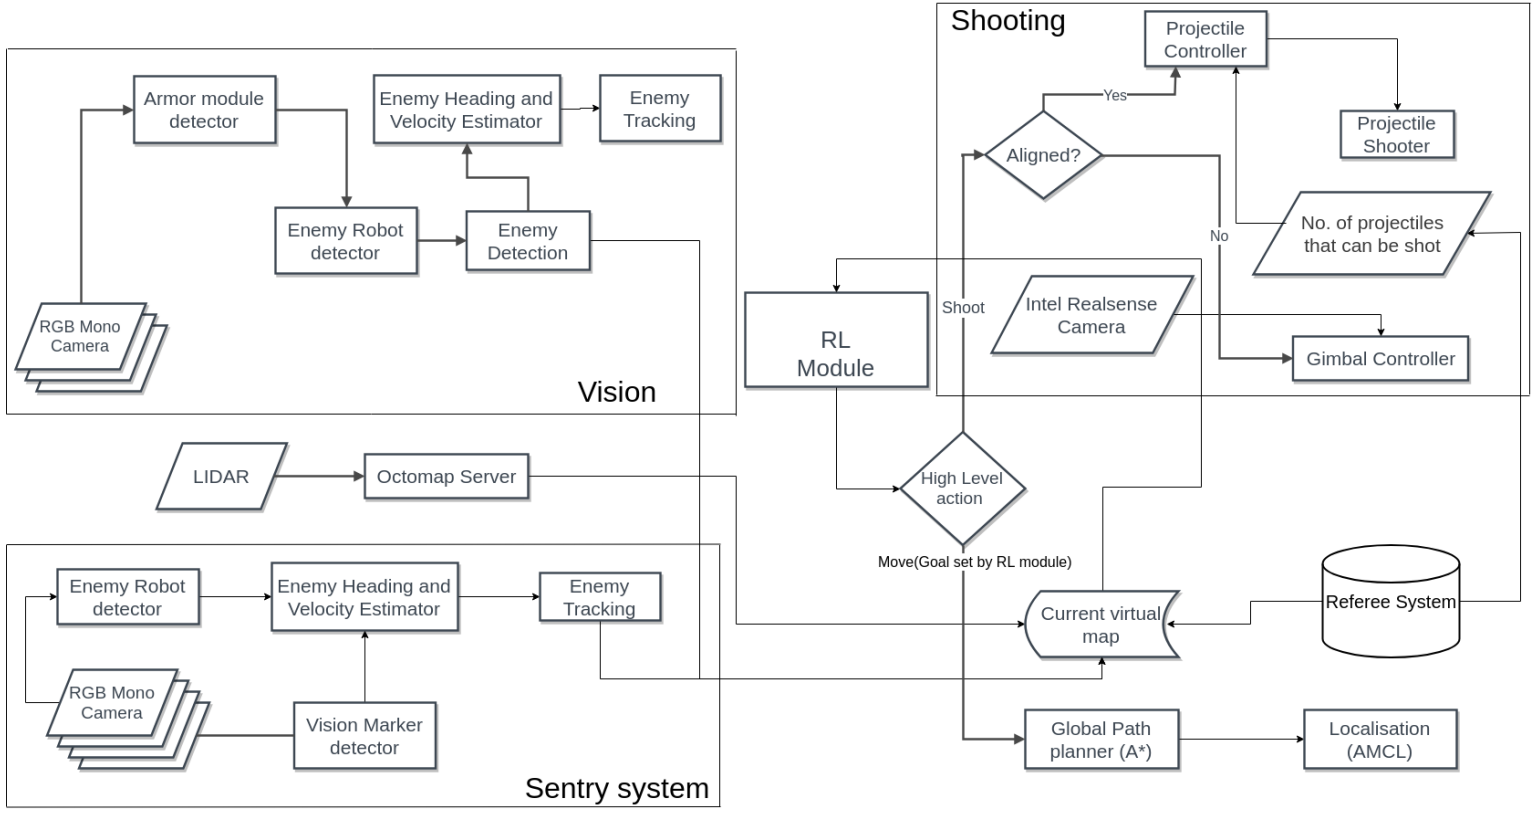 Shooting
Projectile
Controller
Yes
Aligned?
Projectile
Shooter
No. of projectiles
that can be shot
No
Shoot
Intel Realsense
Camera
Gimbal Controller
Armor module
detector
Enemy Heading and
Velocity Estimator
Enemy
Tracking
Enemy Robot
detector
Enemy
Detection
RGB Mono
Camera
Vision
RL
Module
LIDAR
Octomap Server
High Level
action
Move(Goal set by RL module)
Enemy Robot
detector
Enemy Heading and
Velocity Estimator
Enemy
Tracking
RGB Mono
Camera
Vision Marker
detector
Sentry system
Current virtual
map
Referee System
Global Path
planner (A*)
Localisation
(AMCL)